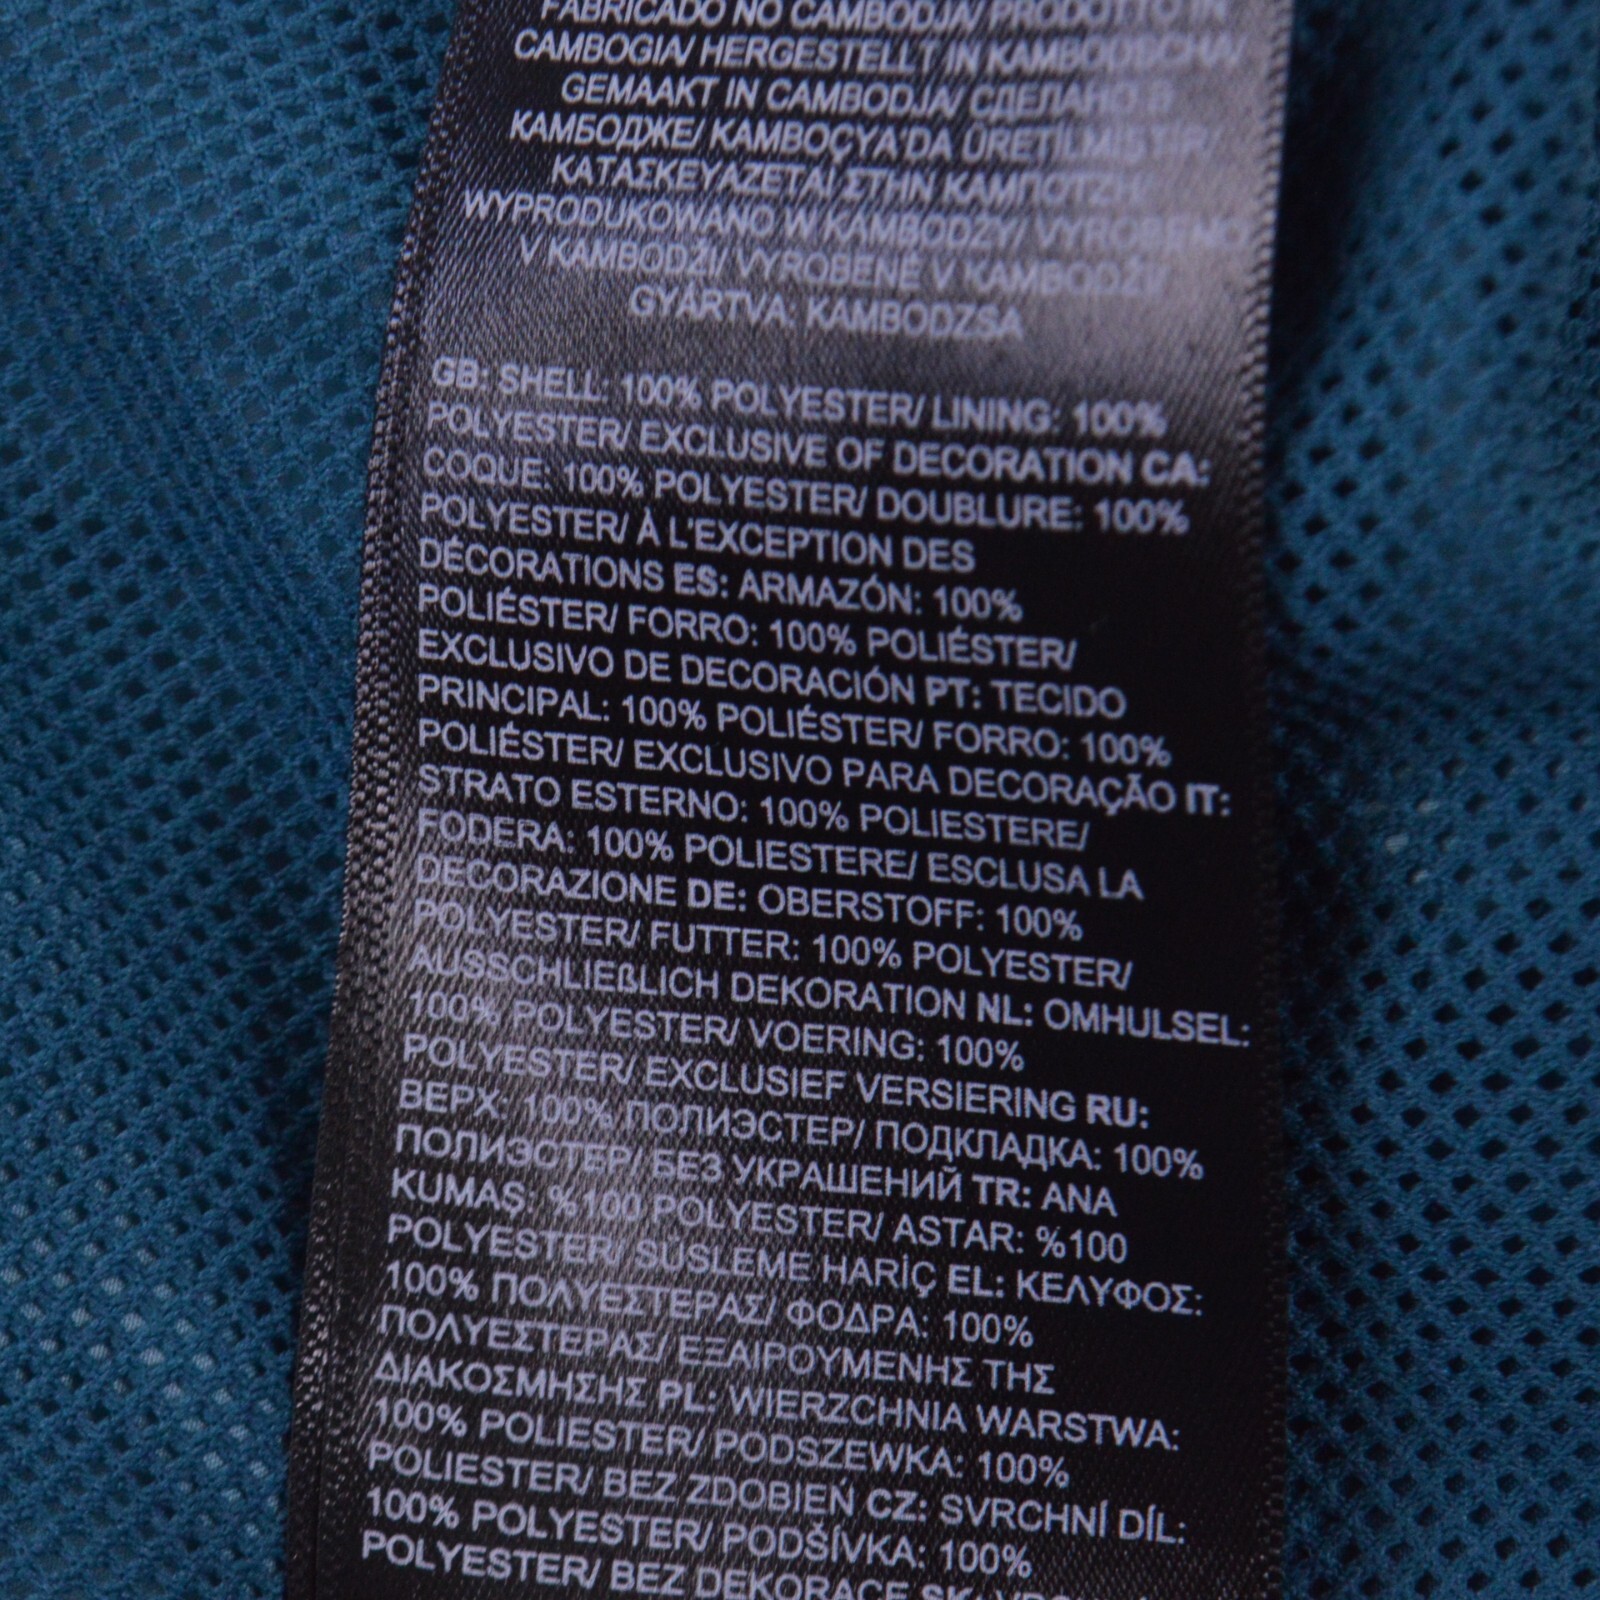 FABRICADO NO CAMBODJA/ PRODOTTO IN
CAMBOGIA/ HERGESTELLT IN KAMBODDCHA/
GEMAAKT IN CAMBODJA/ СДЕЛАНО В
КАМБОДЖЕ/ KAMBOÇYA'DA ÜRETİLMİŞTİR/
ΚΑΤΑΣΚΕΥΑΖΕΤΑΙ ΣΤΗΝ ΚΑΜΠΟΤΖΗ/
WYPRODUKOWANO W KAMBODŻY/ VYROBENO
V KAMBODŽI/ VYROBENÉ V KAMBODŽI/
GYÁRTVA: KAMBODZSA
GB: SHELL: 100% POLYESTER/ LINING: 100%
POLYESTER/ EXCLUSIVE OF DECORATION CA:
COQUE: 100% POLYESTER/ DOUBLURE: 100%
POLYESTER/ À L'EXCEPTION DES
DÉCORATIONS ES: ARMAZÓN: 100%
POLIÉSTER/ FORRO: 100% POLIÉSTER/
EXCLUSIVO DE DECORACIÓN PT: TECIDO
PRINCIPAL: 100% POLIÉSTER/ FORRO: 100%
POLIÉSTER/ EXCLUSIVO PARA DECORAÇÃO IT:
STRATO ESTERNO: 100% POLIESTERE/
FODERA: 100% POLIESTERE/ ESCLUSA LA
DECORAZIONE DE: OBERSTOFF: 100%
POLYESTER/ FUTTER: 100% POLYESTER/
AUSSCHLIEßLICH DEKORATION NL: OMHULSEL:
100% POLYESTER/ VOERING: 100%
POLYESTER/ EXCLUSIEF VERSIERING RU:
ВЕРХ: 100% ПОЛИЭСТЕР/ ПОДКЛАДКА: 100%
ПОЛИЭСТЕР/ БЕЗ УКРАШЕНИЙ TR: ANA
KUMAŞ: %100 POLYESTER/ ASTAR: %100
POLYESTER/ SUSLEME HARİÇ EL: ΚΕΛΥΦΟΣ:
100% ΠΟΛΥΕΣΤΕΡΑΣ/ ΦΟΔΡΑ: 100%
ΠΟΛΥΕΣΤΕΡΑΣ/ ΕΞΑΙΡΟΥΜΕΝΗΣ ΤΗΣ
ΔΙΑΚΟΣΜΗΣΗΣ PL: WIERZCHNIA WARSTWA:
100% POLIESTER/ PODSZEWKA: 100%
POLIESTER/ BEZ ZDOBIEŃ CZ: SVRCHNÍ DÍL:
100% POLYESTER/ PODŠÍVKA: 100%
POLYESTER/ BEZ DEKORACE SK: